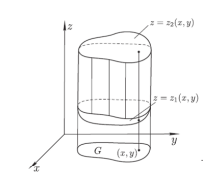 z
z = z₂(x, y)
z = z₁(x, y)
y
G
(x, y)
x